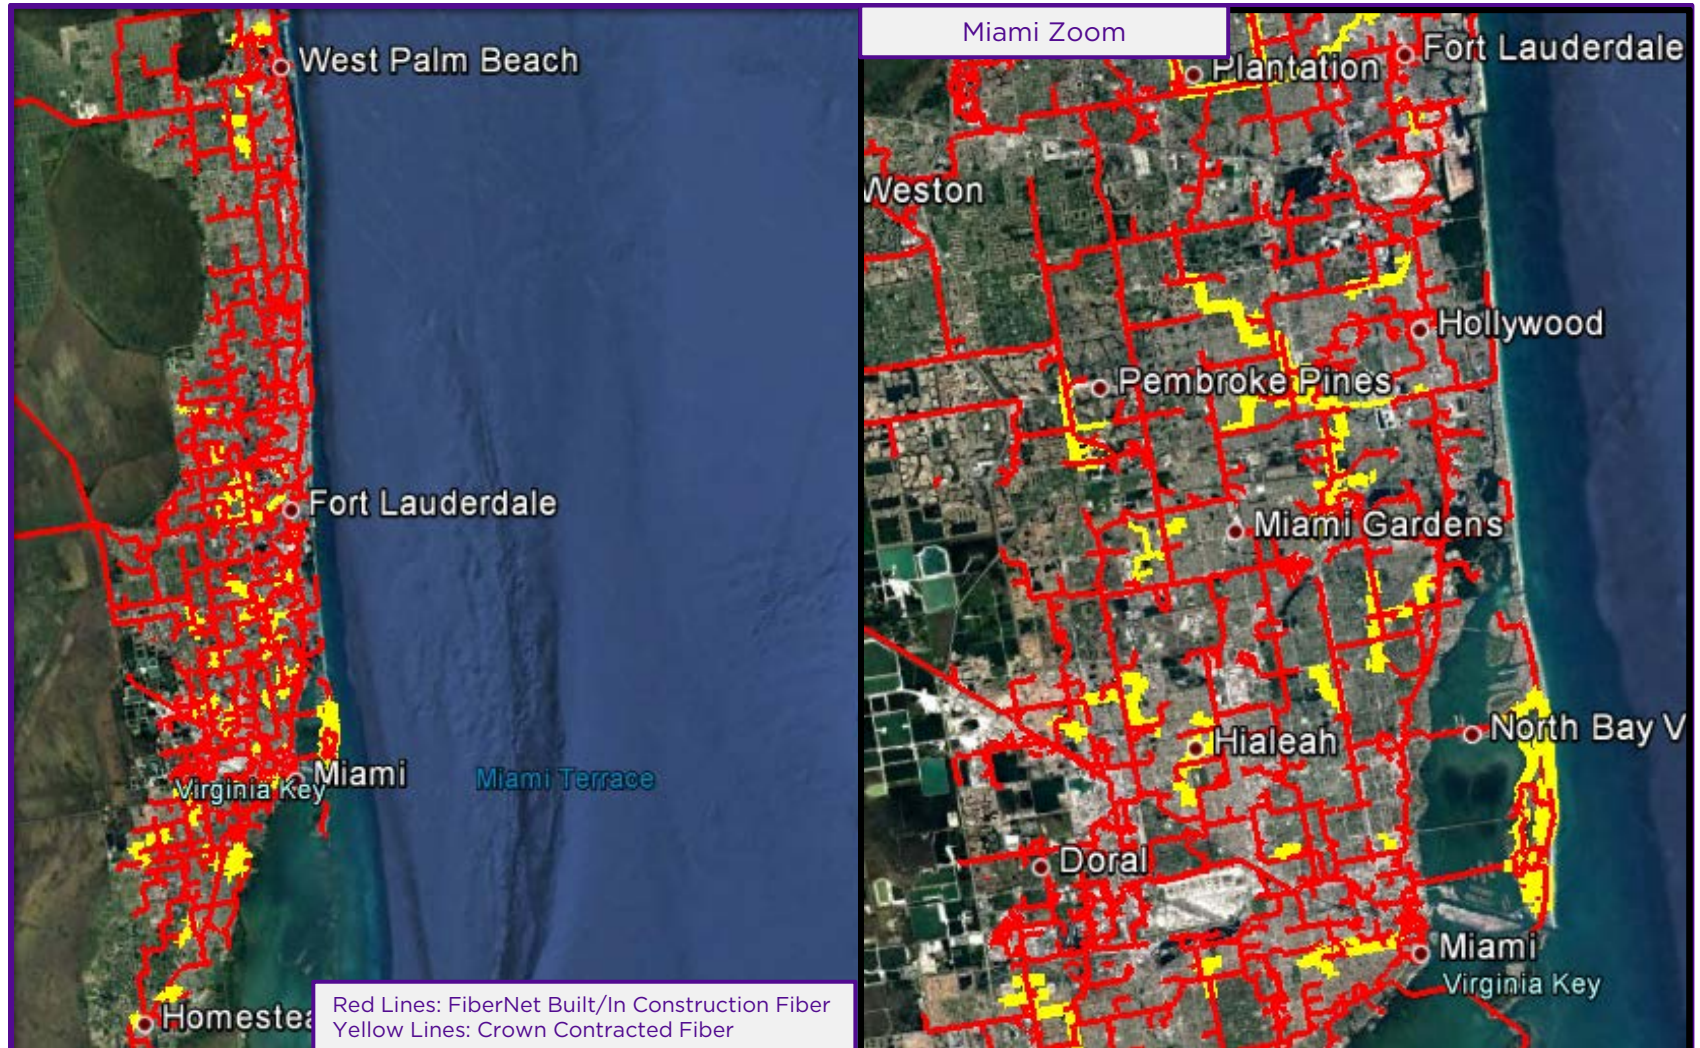 West Palm Beach
Fort Lauderdale
Miami
Virginia Key
Miami Terrace
Homestea
Red Lines: FiberNet Built/In Construction Fiber
Yellow Lines: Crown Contracted Fiber
Miami Zoom
Fort Lauderdale
Plantation
Weston
Hollywood
Pembroke Pines
Miami Gardens
North Bay V
Hialeah
Doral
Miami
Virginia Key